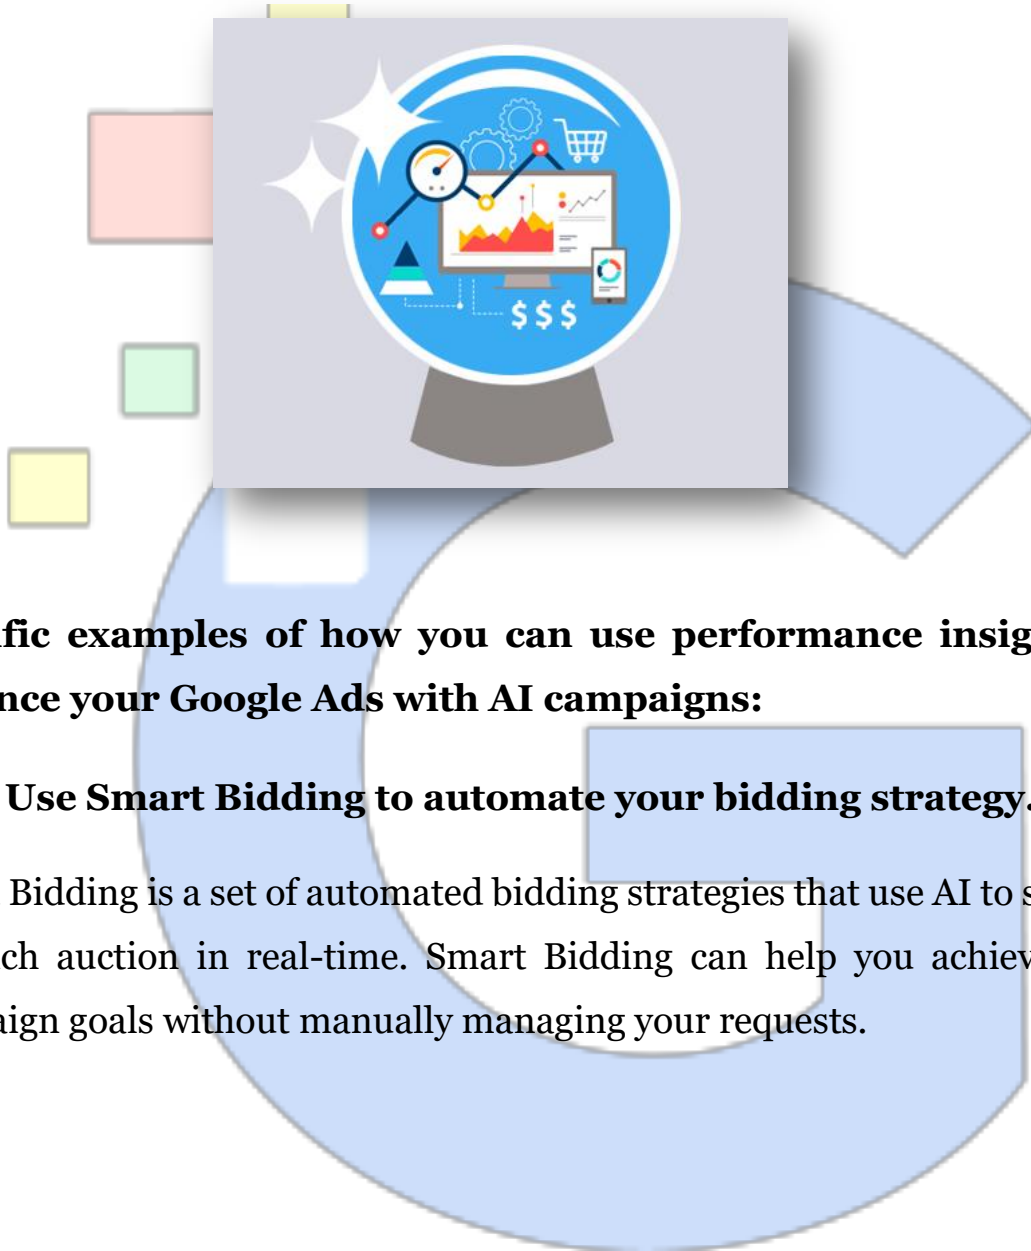 $ $ $
ific examples of how you can use performance insig
nce your Google Ads with AI campaigns:
Use Smart Bidding to automate your bidding strategy.
Bidding is a set of automated bidding strategies that use AI to s
ch auction in real-time. Smart Bidding can help you achiev
aign goals without manually managing your requests.